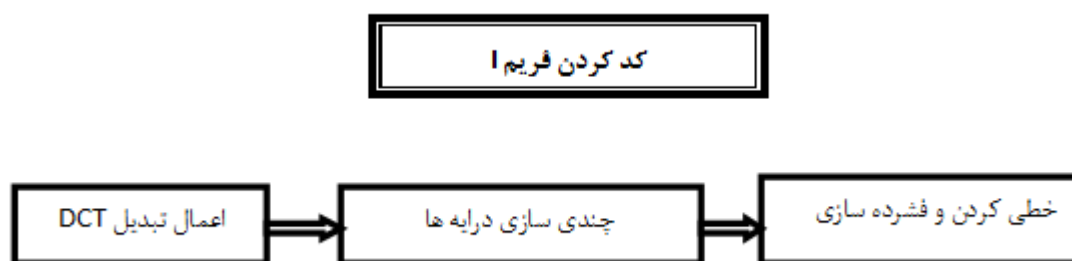 کد کردن فریم I
اعمال تبدیل DCT
چندی سازی درایه ها
خطی کردن و فشرده سازی